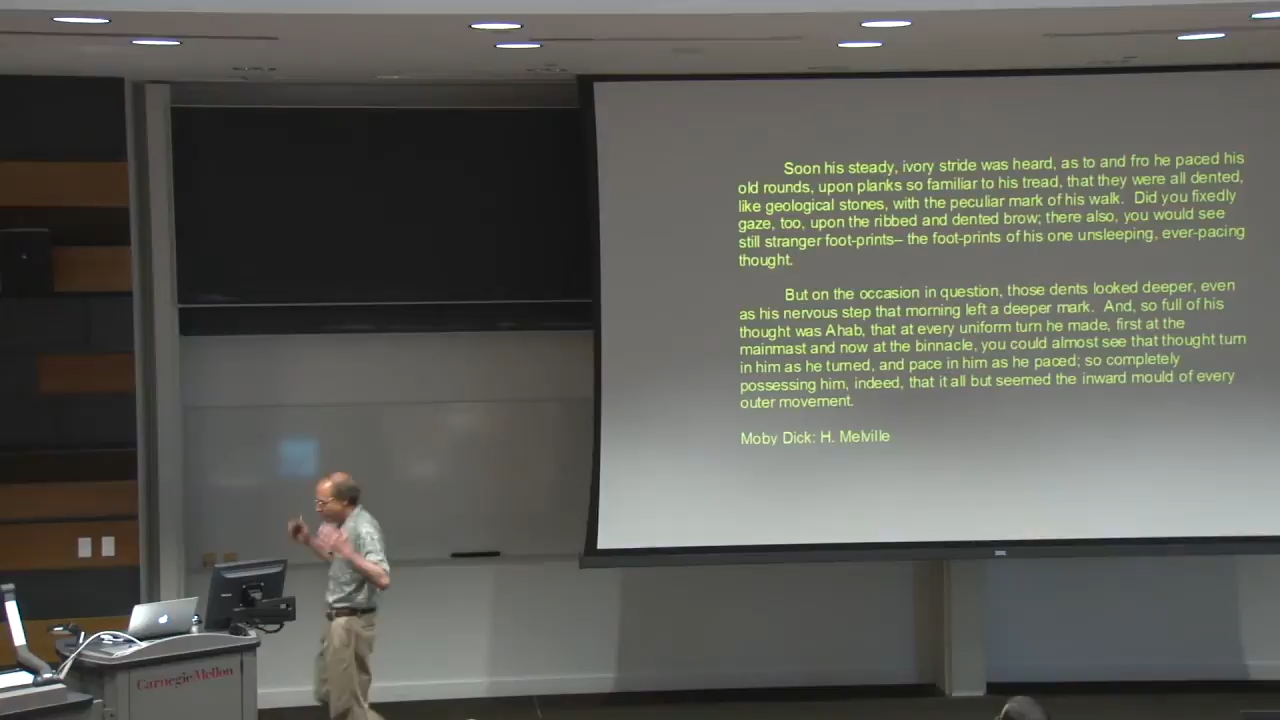 Soon his steady, ivory stride was heard, as to and fro he paced his
old rounds, upon planks so familiar to his tread, that they were all dented,
like geological stones, with the peculiar mark of his walk. Did you fixedly
gaze, too, upon the ribbed and dented brow; there also, you would see
still stranger foot-prints– the foot-prints of his one unsleeping, ever-pacing
thought.
But on the occasion in question, those dents looked deeper, even
as his nervous step that morning left a deeper mark. And, so full of his
thought was Ahab, that at every uniform turn he made, first at the
mainmast and now at the binnacle, you could almost see that thought turn
in him as he turned, and pace in him as he paced; so completely
possessing him, indeed, that it all but seemed the inward mould of every
outer movement.
Moby Dick: H. Melville
CarnegieMellon